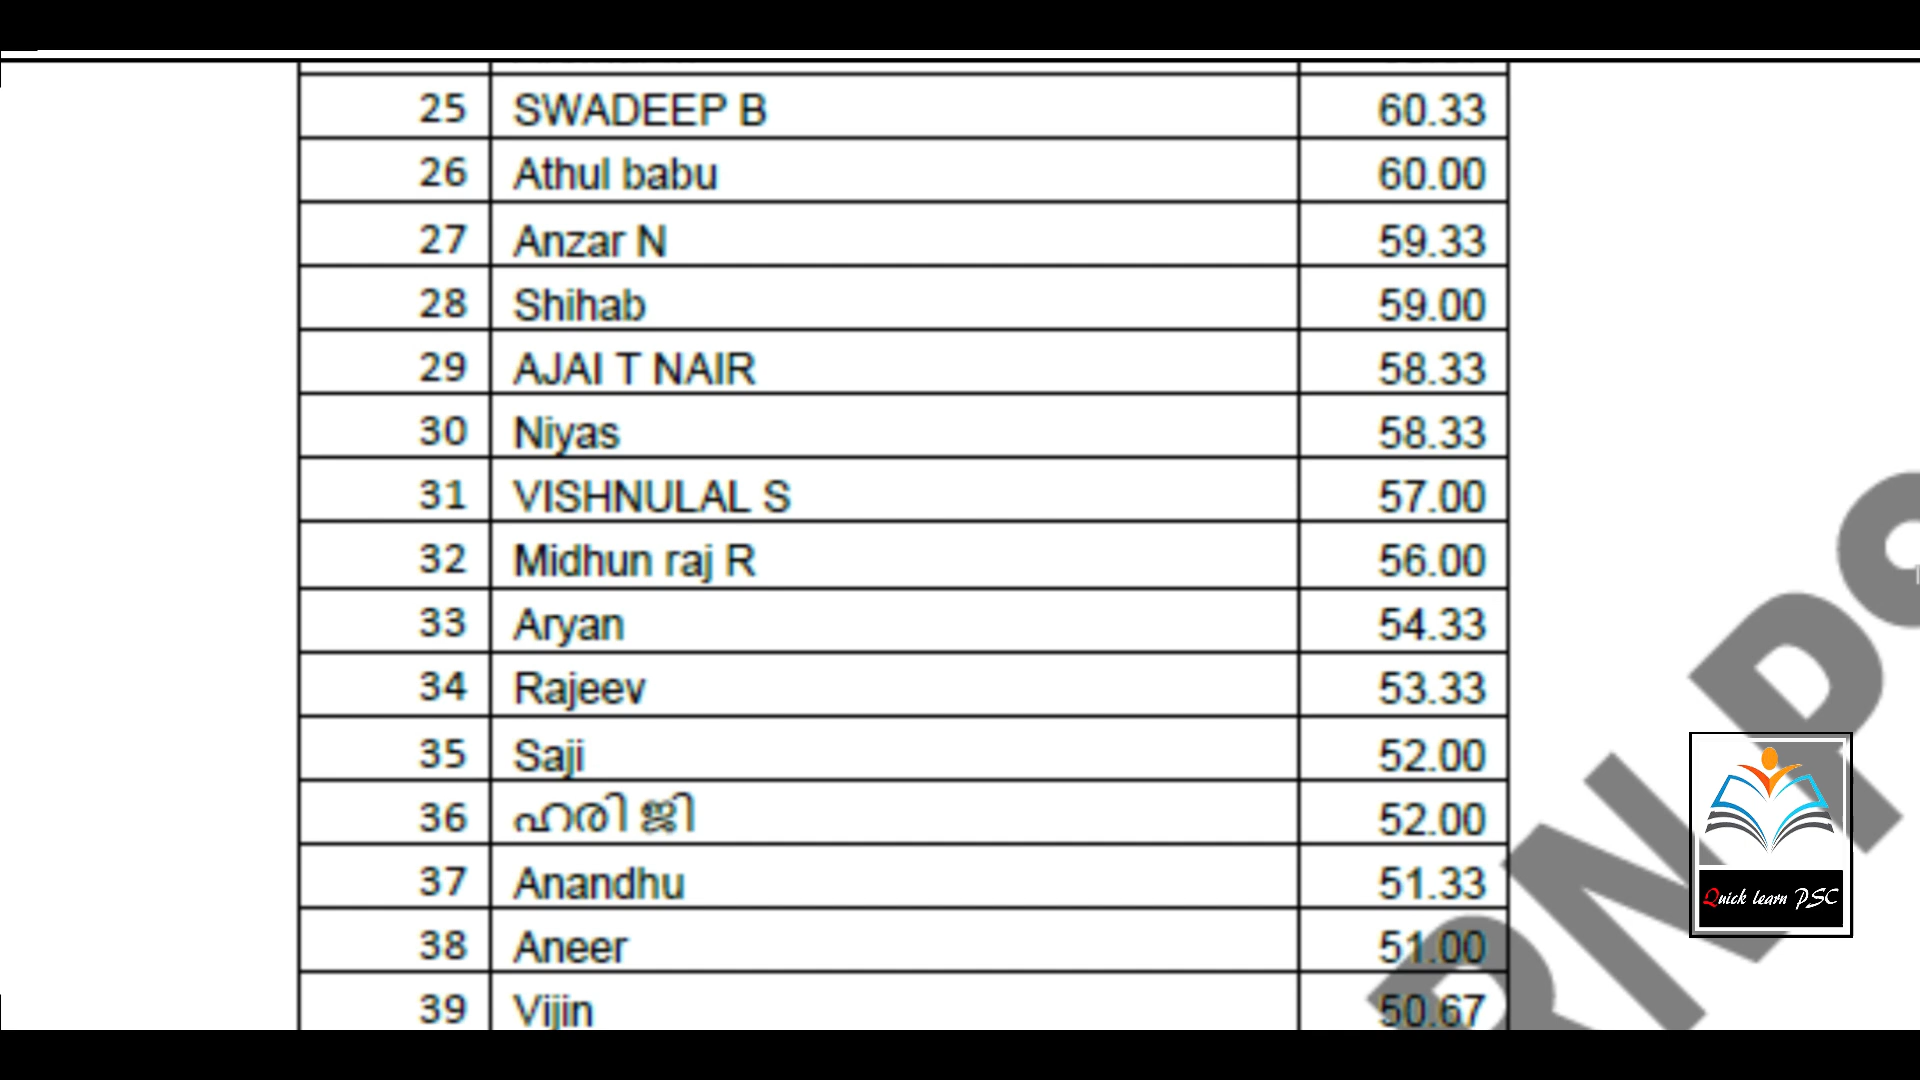 25 SWADEEP B 60.33
26 Athul babu 60.00
27 Anzar N 59.33
28 Shihab 59.00
29 AJAI T NAIR 58.33
30 Niyas 58.33
31 VISHNULAL S 57.00
32 Midhun raj R 56.00
33 Aryan 54.33
34 Rajeev 53.33
35 Saji 52.00
36 ഹരി ജി 52.00
37 Anandhu 51.33
38 Aneer 51.00
39 Vijin 50.67
RN PS
Quick learn PSC